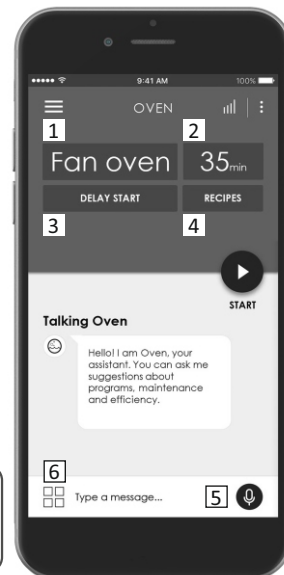 9:41 AM 100%
OVEN
1 2
Fan oven 35min
DELAY START RECIPES
3 4
START
Talking Oven
Hello! I am Oven, your
assistant. You can ask me
suggestions about
programs, maintenance
and efficiency.
6
Type a message... 5